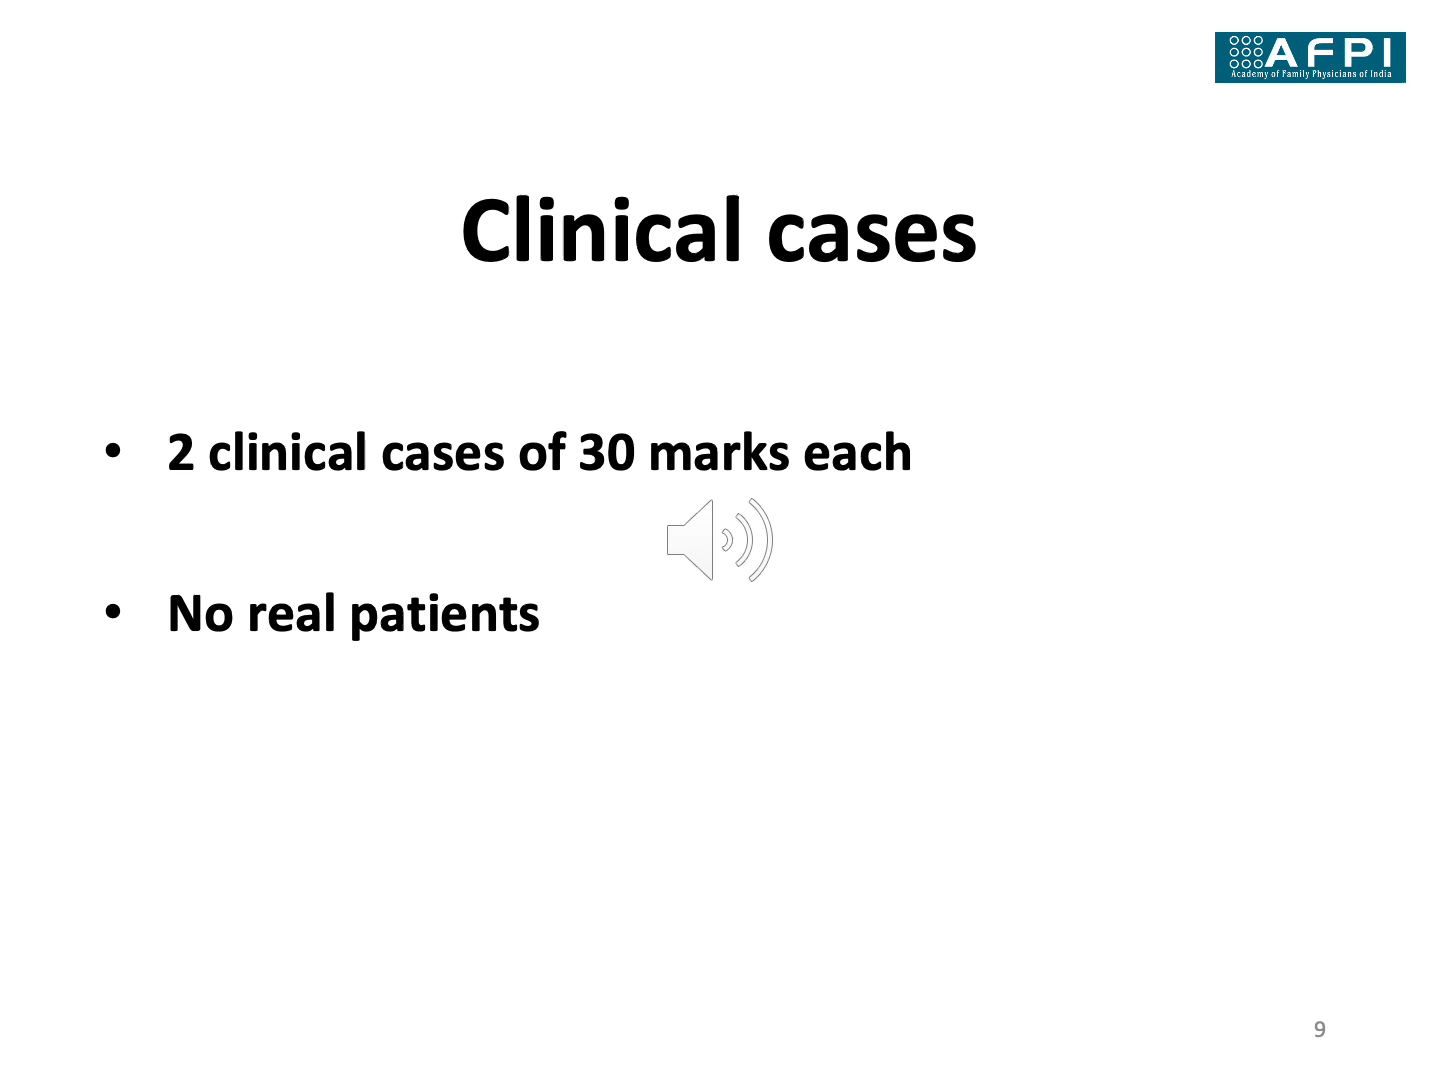 AFPI
Academy of Family Physicians of India
Clinical cases
• 2 clinical cases of 30 marks each
• No real patients
9